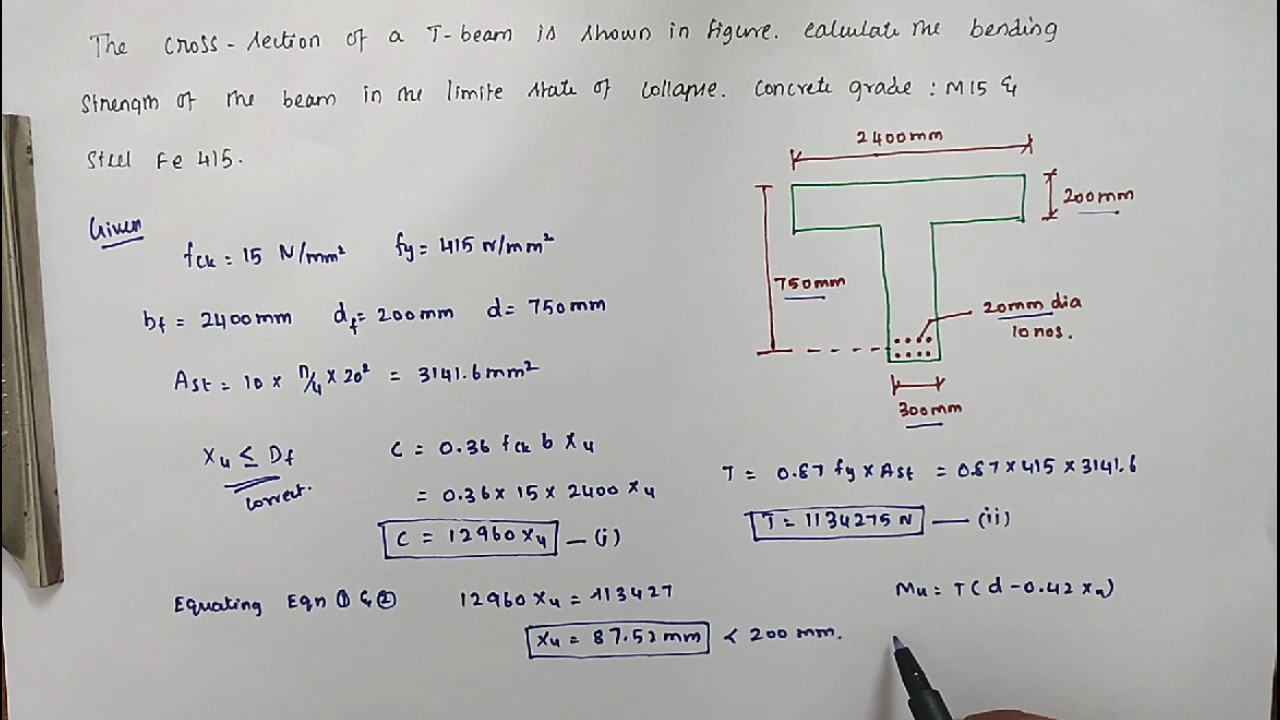 The cross-section of a T-beam is shown in figure. calculate the bending
strength of the beam in the limite state of collapse. concrete grade : M15 &
steel Fe 415.
2400mm
200mm
750mm
20mm dia
10 nos.
300mm
Given
fck = 15 N/mm² fy = 415 N/mm²
bf = 2400mm df = 200mm d = 750mm
Ast = 10 × π/4 × 20² = 3141.6mm²
Xu ≤ Df
correct.
C = 0.36 fck b Xu
= 0.36 × 15 × 2400 Xu
C = 12960 Xu — (i)
T = 0.87 fy × Ast = 0.87 × 415 × 3141.6
T = 1134275 N — (ii)
Equating Eqn ① & ② 12960 Xu = 113427
Xu = 87.52 mm < 200 mm.
Mu = T(d - 0.42 Xu)